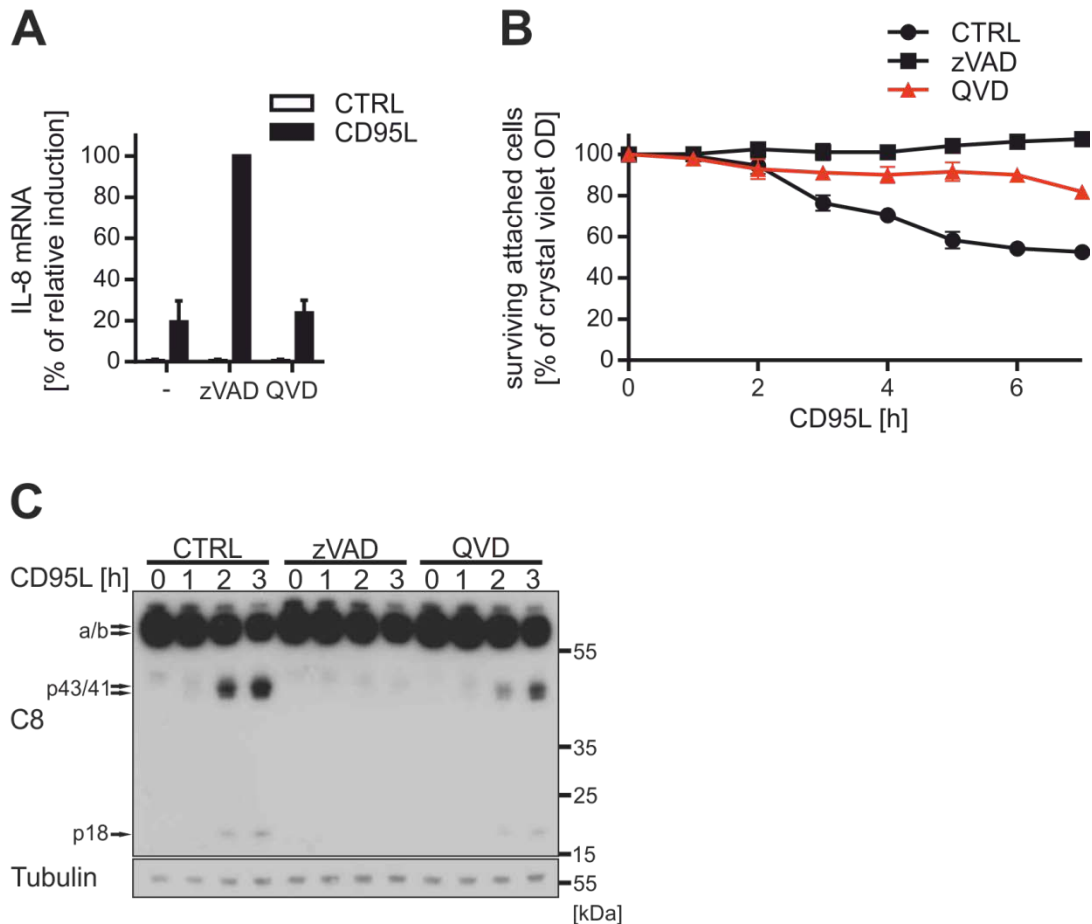 A
CTRL
CD95L
IL-8 mRNA
[% of relative induction]
100
80
60
40
20
0
- zVAD QVD
B
CTRL
zVAD
QVD
surviving attached cells
[% of crystal violet OD]
100
80
60
40
20
0
0 2 4 6
CD95L [h]
C
CTRL zVAD QVD
CD95L [h] 0 1 2 3 0 1 2 3 0 1 2 3
a/b
55
p43/41
C8
35
25
p18
15
Tubulin
55
[kDa]